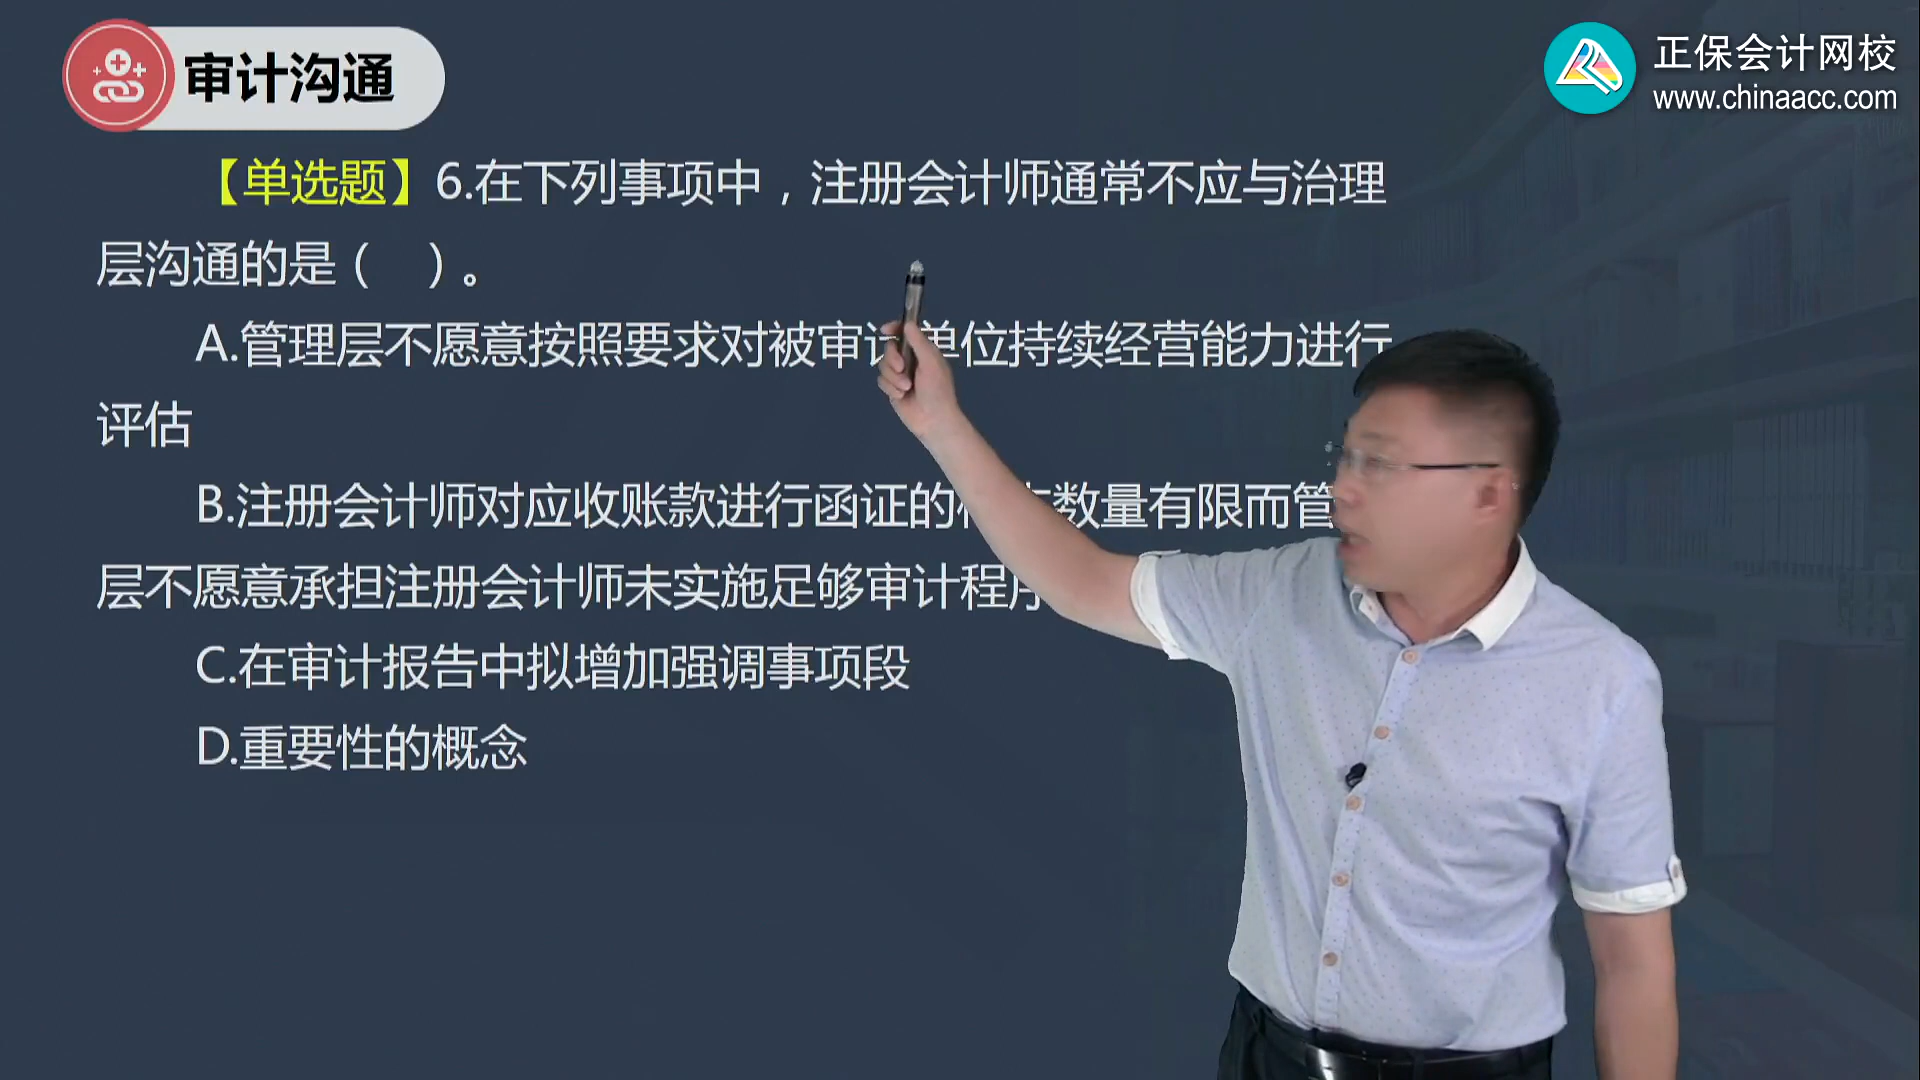 审计沟通
正保会计网校
www.chinaacc.com
【单选题】6.在下列事项中，注册会计师通常不应与治理
层沟通的是（　）。
A.管理层不愿意按照要求对被审计单位持续经营能力进行
评估
B.注册会计师对应收账款进行函证的 数量有限而管
层不愿意承担注册会计师未实施足够审计程序
C.在审计报告中拟增加强调事项段
D.重要性的概念